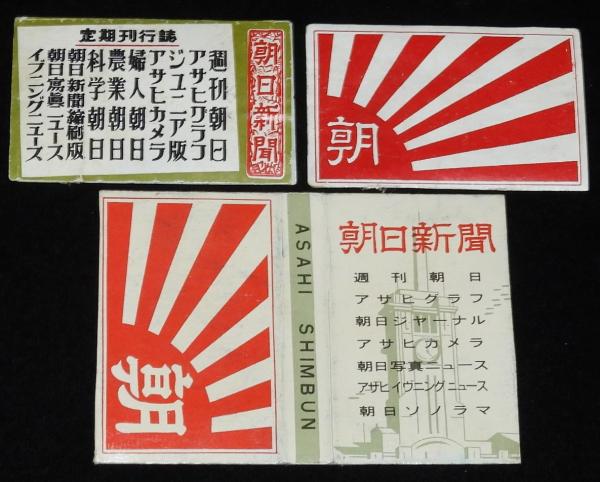 定期刊行誌
朝日新聞
週刊朝日
アサヒグラフ
ジュニア版
アサヒカメラ
婦人朝日
農業朝日
科学朝日
朝日新聞縮刷版
朝日寫眞ニュース
イブニングニュース
朝
朝
ASAHI SHIMBUN
朝日新聞
週刊朝日
アサヒグラフ
朝日ジャーナル
アサヒカメラ
朝日写真ニュース
アサヒイヴニングニュース
朝日ソノラマ